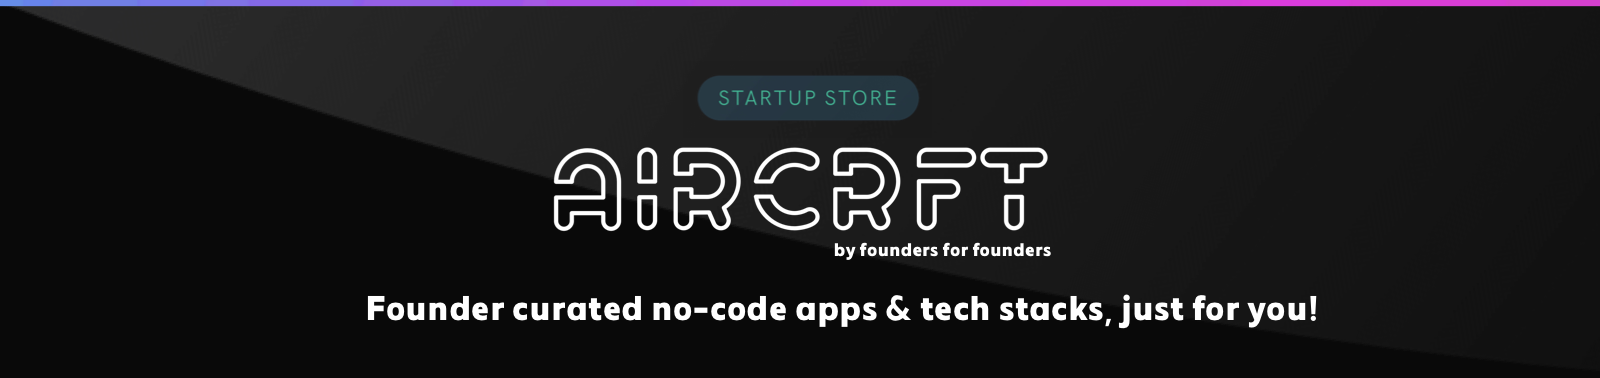 STARTUP STORE
AIRCRFT
by founders for founders
Founder curated no-code apps & tech stacks, just for you!